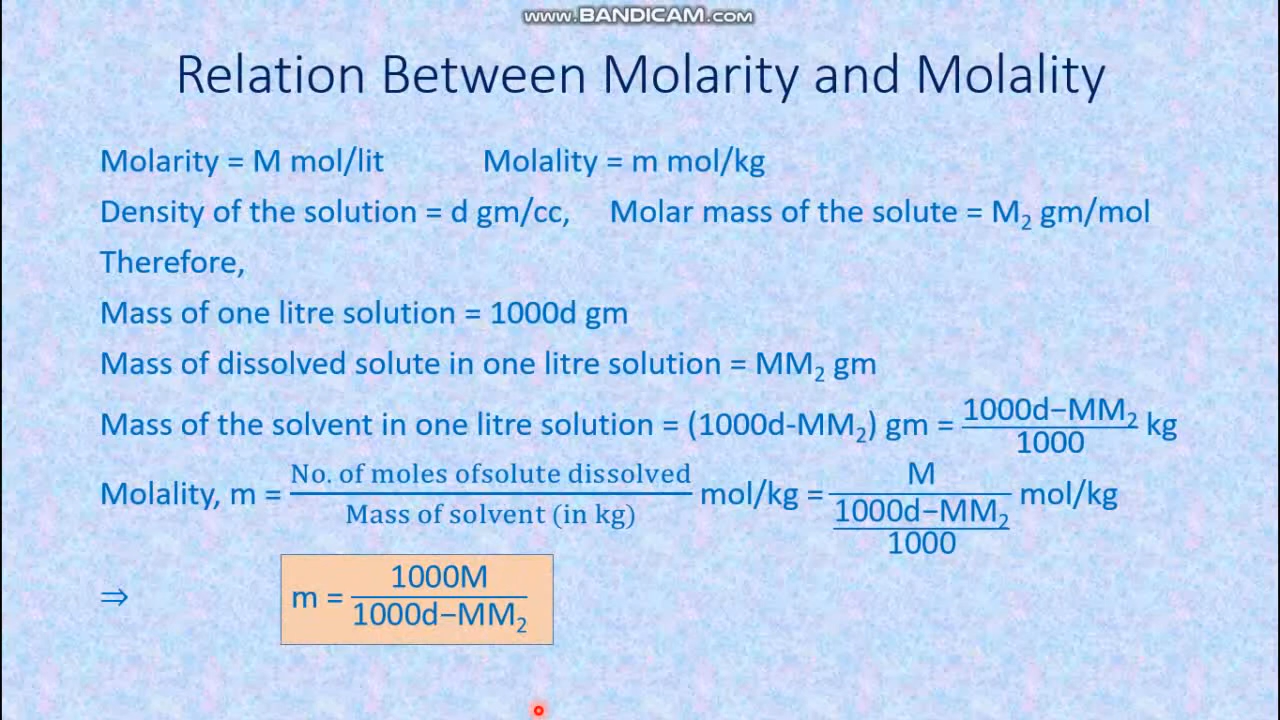 www.BANDICAM.com
Relation Between Molarity and Molality
Molarity = M mol/lit Molality = m mol/kg
Density of the solution = d gm/cc, Molar mass of the solute = M₂ gm/mol
Therefore,
Mass of one litre solution = 1000d gm
Mass of dissolved solute in one litre solution = MM₂ gm
Mass of the solvent in one litre solution = (1000d-MM₂) gm = (1000d−MM₂)/1000 kg
Molality, m = No. of moles ofsolute dissolved/Mass of solvent (in kg) mol/kg = M/((1000d−MM₂)/1000) mol/kg
⇒ m = 1000M/(1000d−MM₂)